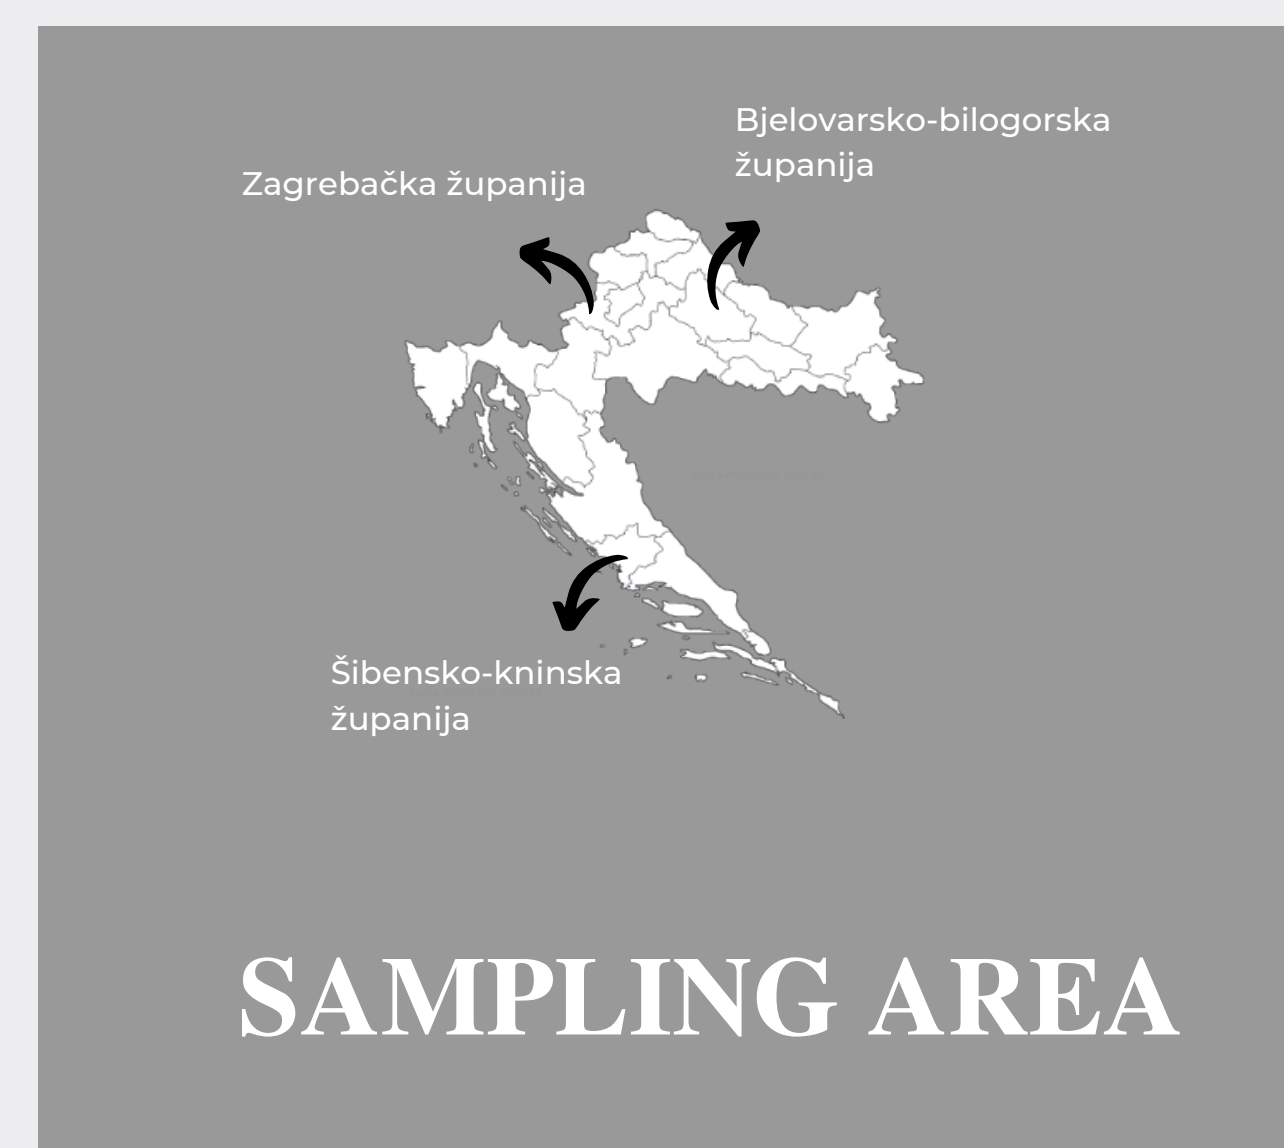 Bjelovarsko-bilogorska
županija
Zagrebačka županija
Šibensko-kninska
županija
SAMPLING AREA